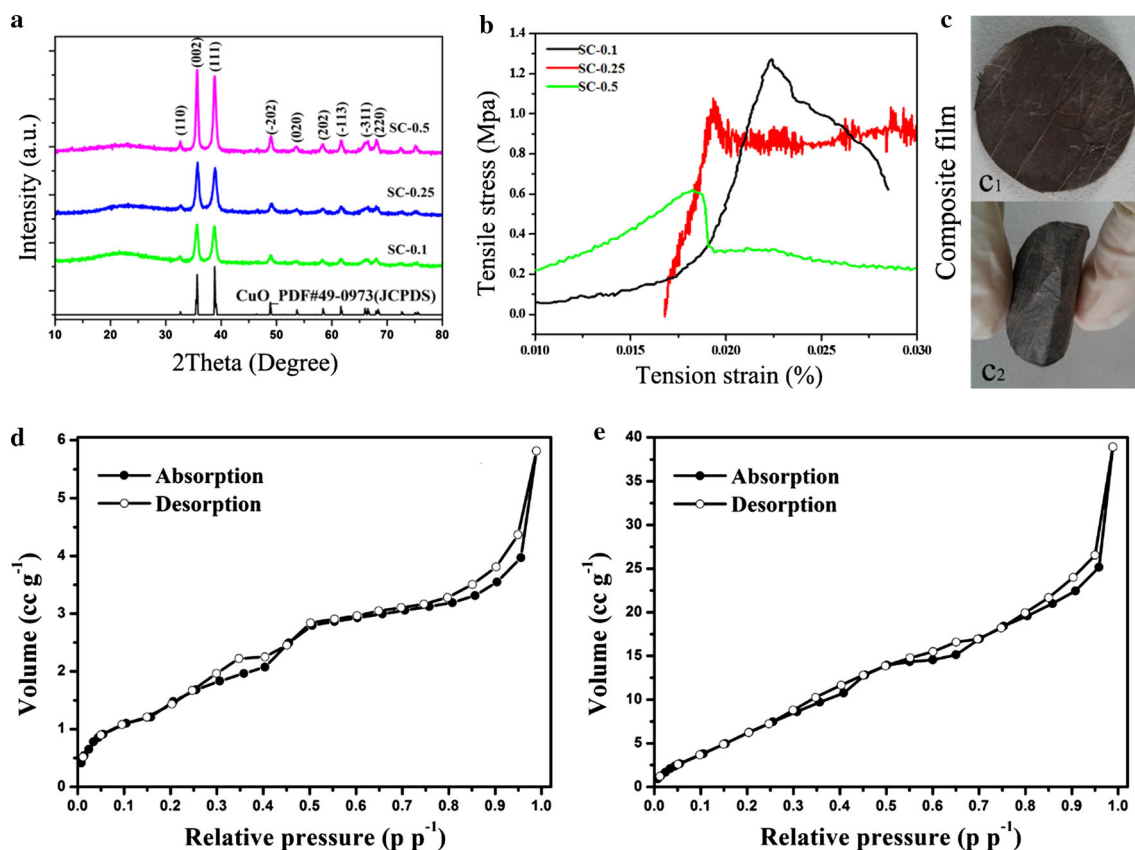 a
Intensity (a.u.)
(110)
(002)
(111)
(-202)
(020)
(202)
(-113)
(-311)
(220)
SC-0.5
SC-0.25
SC-0.1
CuO_PDF#49-0973(JCPDS)
10 20 30 40 50 60 70 80
2Theta (Degree)
b
Tensile stress (Mpa)
1.4
1.2
1.0
0.8
0.6
0.4
0.2
0.0
SC-0.1
SC-0.25
SC-0.5
0.010 0.015 0.020 0.025 0.030
Tension strain (%)
c
Composite film
c1
c2
d
Volume (cc g-1)
6
5
4
3
2
1
0
Absorption
Desorption
0.0 0.1 0.2 0.3 0.4 0.5 0.6 0.7 0.8 0.9 1.0
Relative pressure (p p-1)
e
Volume (cc g-1)
40
35
30
25
20
15
10
5
0
Absorption
Desorption
0.0 0.1 0.2 0.3 0.4 0.5 0.6 0.7 0.8 0.9 1.0
Relative pressure (p p-1)